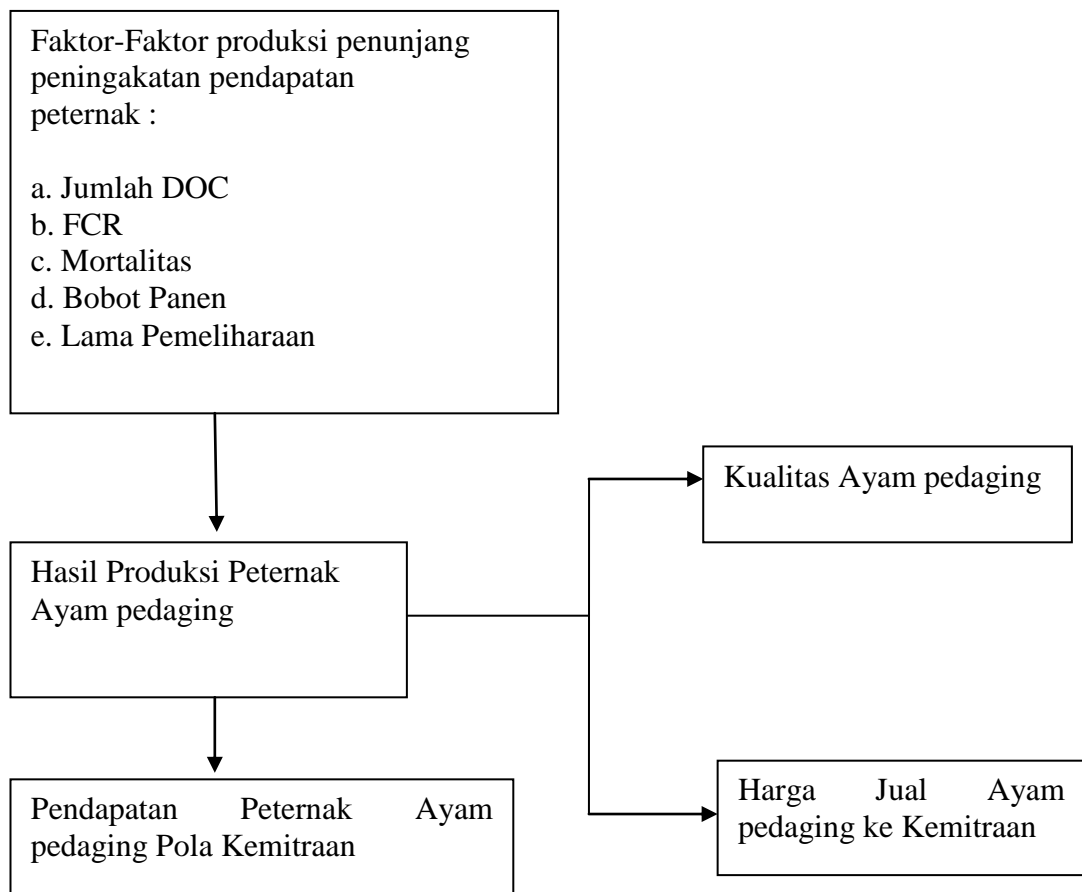 Faktor-Faktor produksi penunjang
peningakatan pendapatan
peternak :
a. Jumlah DOC
b. FCR
c. Mortalitas
d. Bobot Panen
e. Lama Pemeliharaan
Kualitas Ayam pedaging
Hasil Produksi Peternak
Ayam pedaging
Harga Jual Ayam
pedaging ke Kemitraan
Pendapatan Peternak Ayam
pedaging Pola Kemitraan